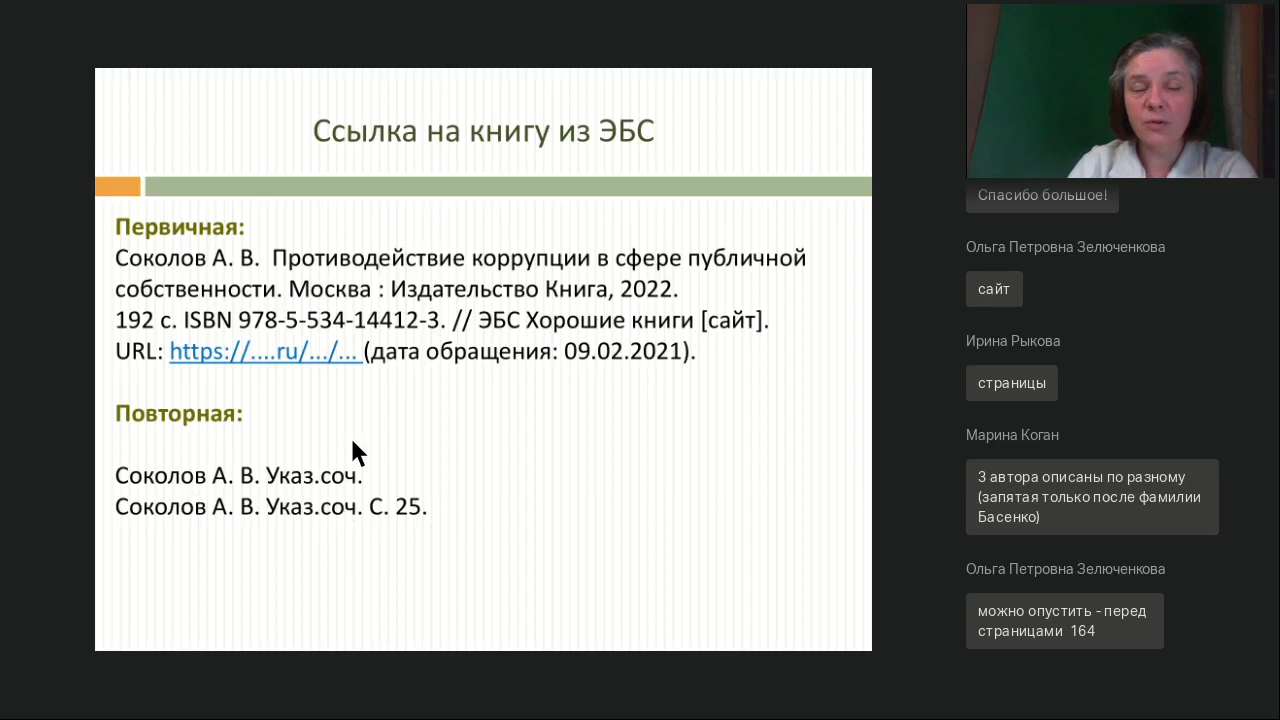 Ссылка на книгу из ЭБС
Первичная:
Соколов А. В. Противодействие коррупции в сфере публичной
собственности. Москва : Издательство Книга, 2022.
192 с. ISBN 978-5-534-14412-3. // ЭБС Хорошие книги [сайт].
URL: https://....ru/.../... (дата обращения: 09.02.2021).
Повторная:
Соколов А. В. Указ.соч.
Соколов А. В. Указ.соч. С. 25.
Спасибо большое!
Ольга Петровна Зелюченкова
сайт
Ирина Рыкова
страницы
Марина Коган
3 автора описаны по разному
(запятая только после фамилии
Басенко)
Ольга Петровна Зелюченкова
можно опустить - перед
страницами 164